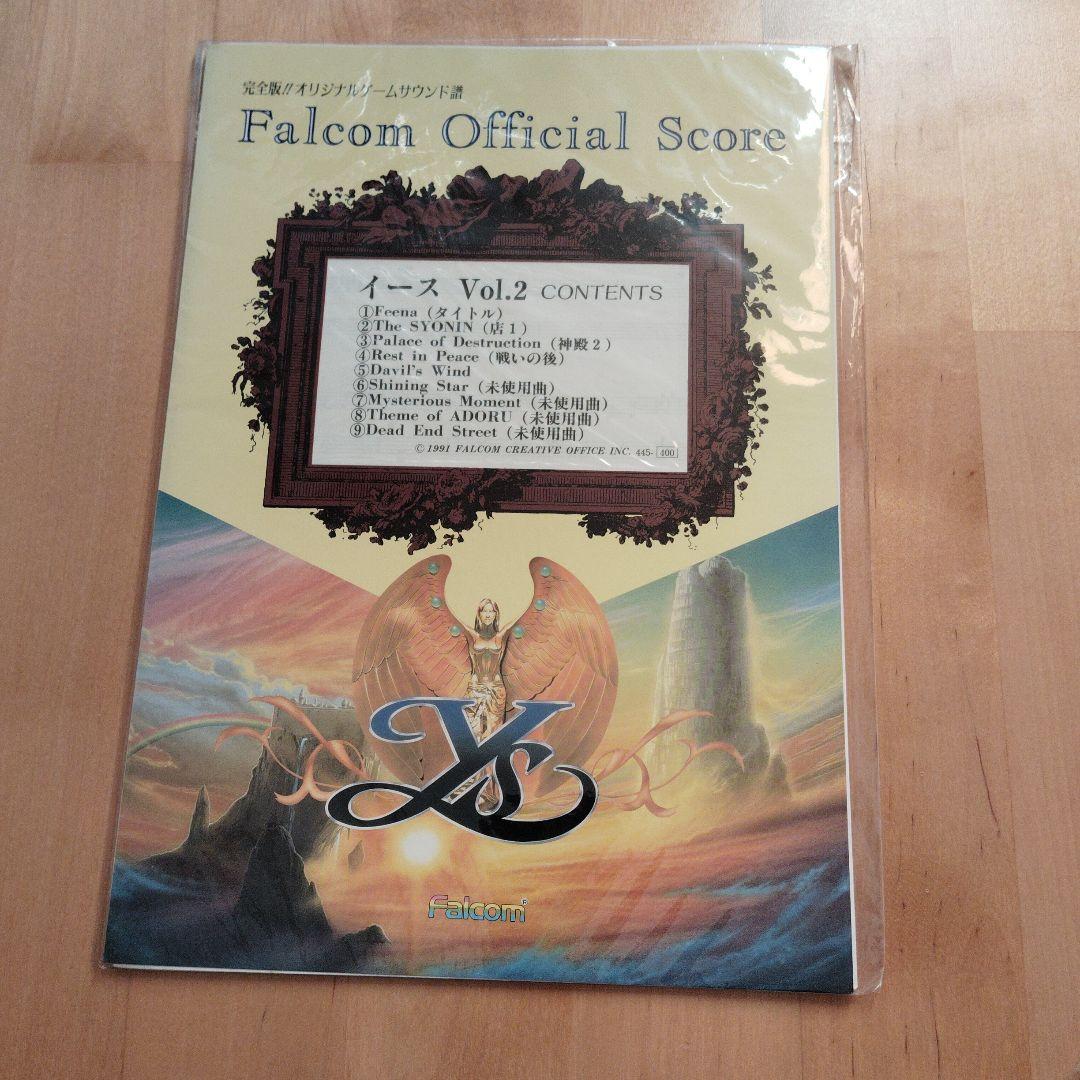 完全版!!オリジナルゲームサウンド譜
Falcom Official Score
イース Vol.2 CONTENTS
①Feena（タイトル）
②The SYONIN（店１）
③Palace of Destruction（神殿２）
④Rest in Peace（戦いの後）
⑤Davil's Wind
⑥Shining Star（未使用曲）
⑦Mysterious Moment（未使用曲）
⑧Theme of ADORU（未使用曲）
⑨Dead End Street（未使用曲）
©1991 FALCOM CREATIVE OFFICE INC. 445-400
Ys
Falcom®